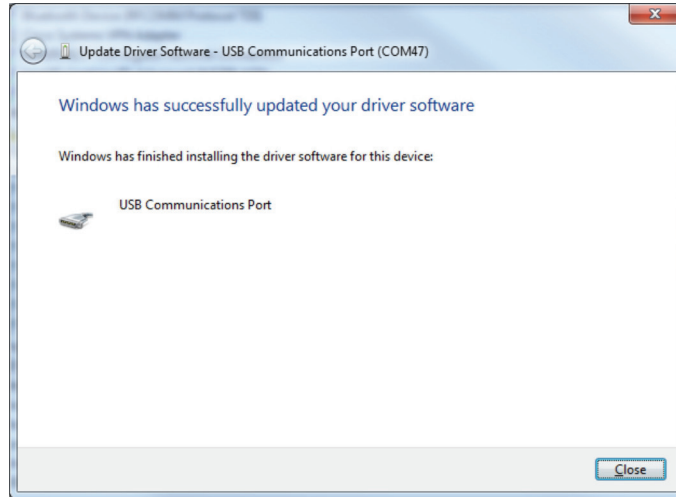 Update Driver Software - USB Communications Port (COM47)
Windows has successfully updated your driver software
Windows has finished installing the driver software for this device:
USB Communications Port
Close